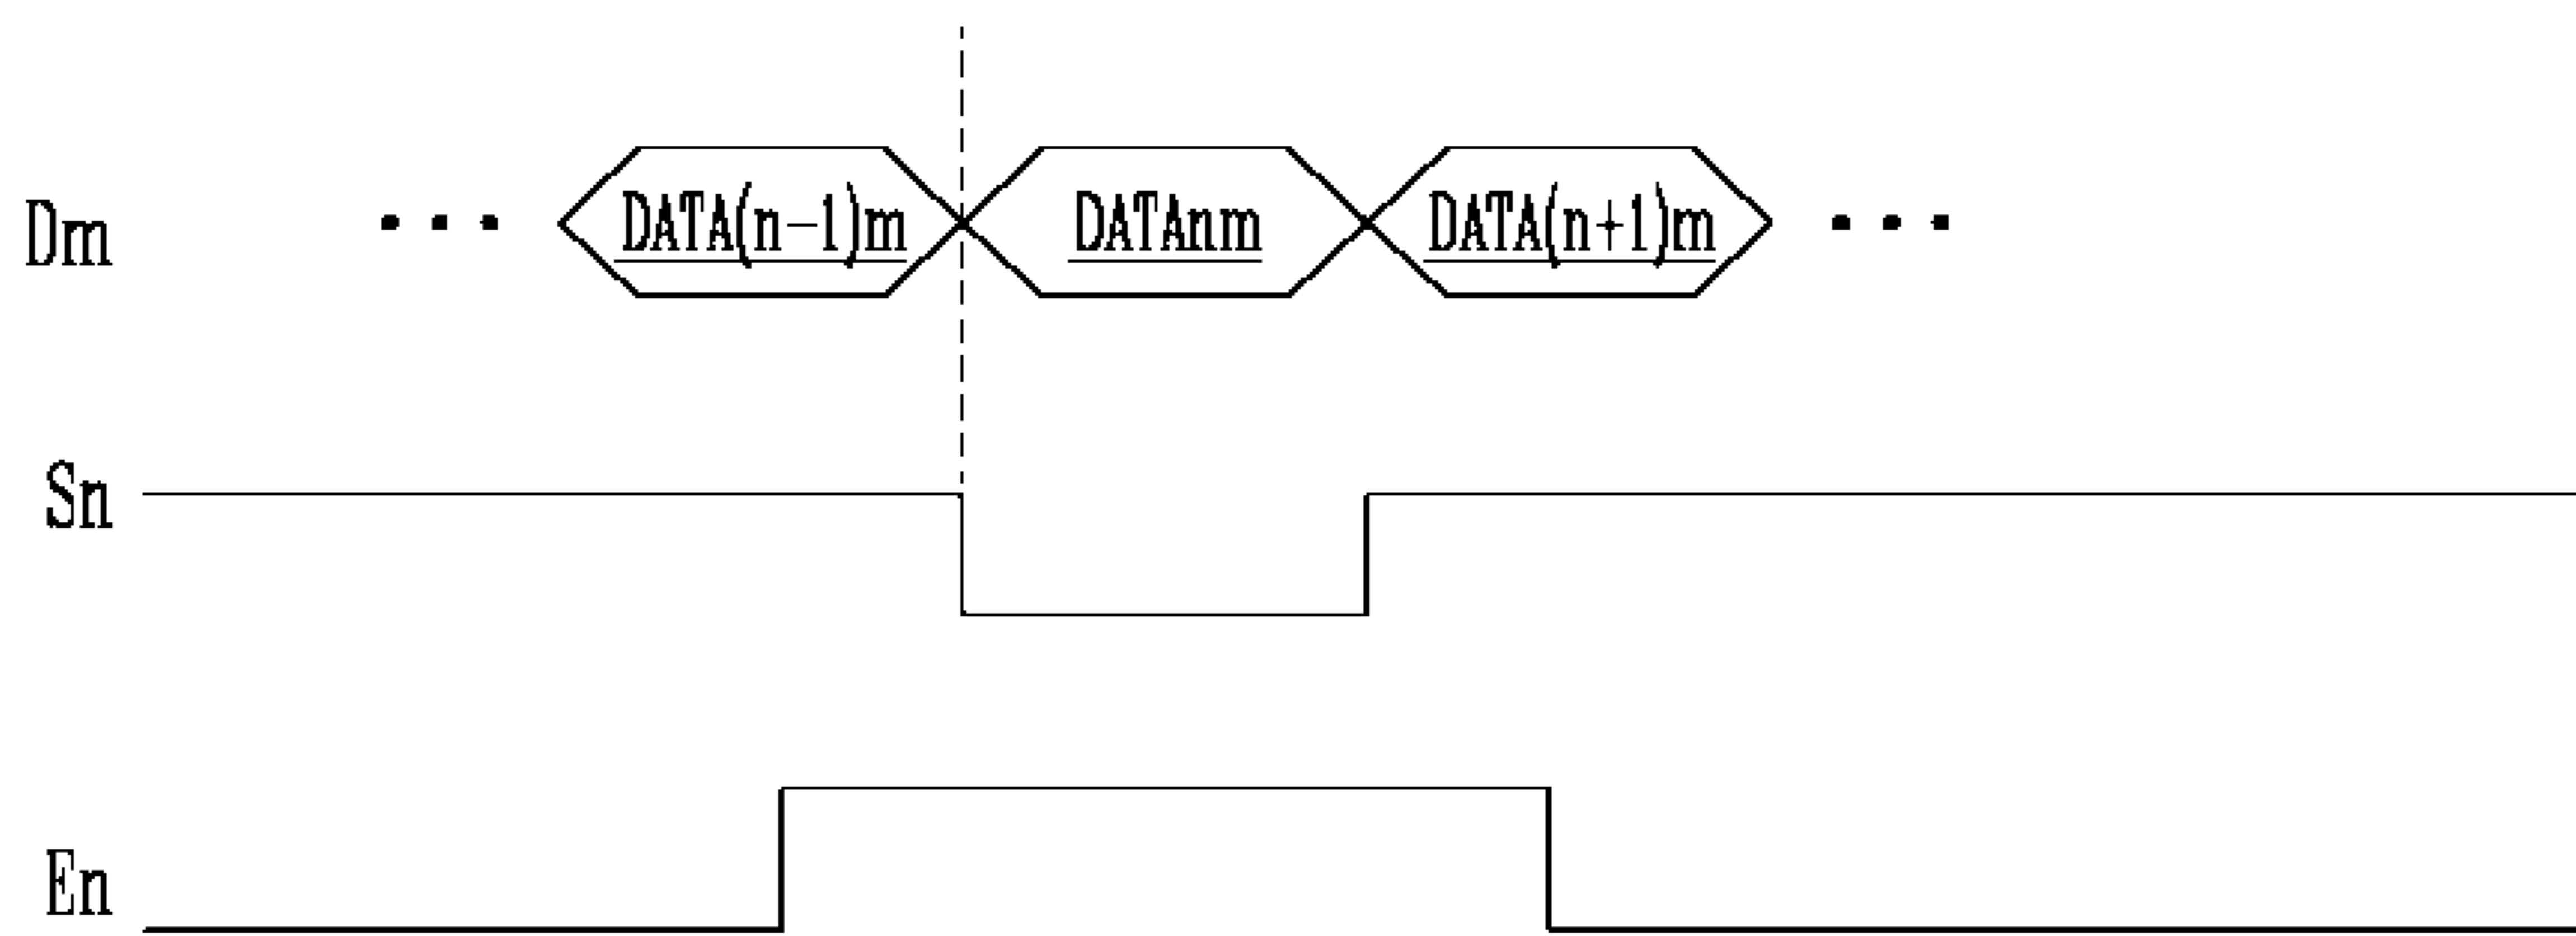 Dm ••• DATA(n-1)m DATAnm DATA(n+1)m •••
Sn
En